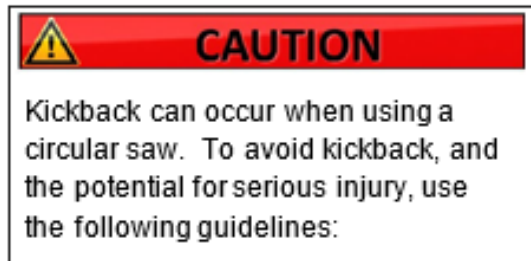 CAUTION
Kickback can occur when using a
circular saw.  To avoid kickback, and
the potential for serious injury, use
the following guidelines: